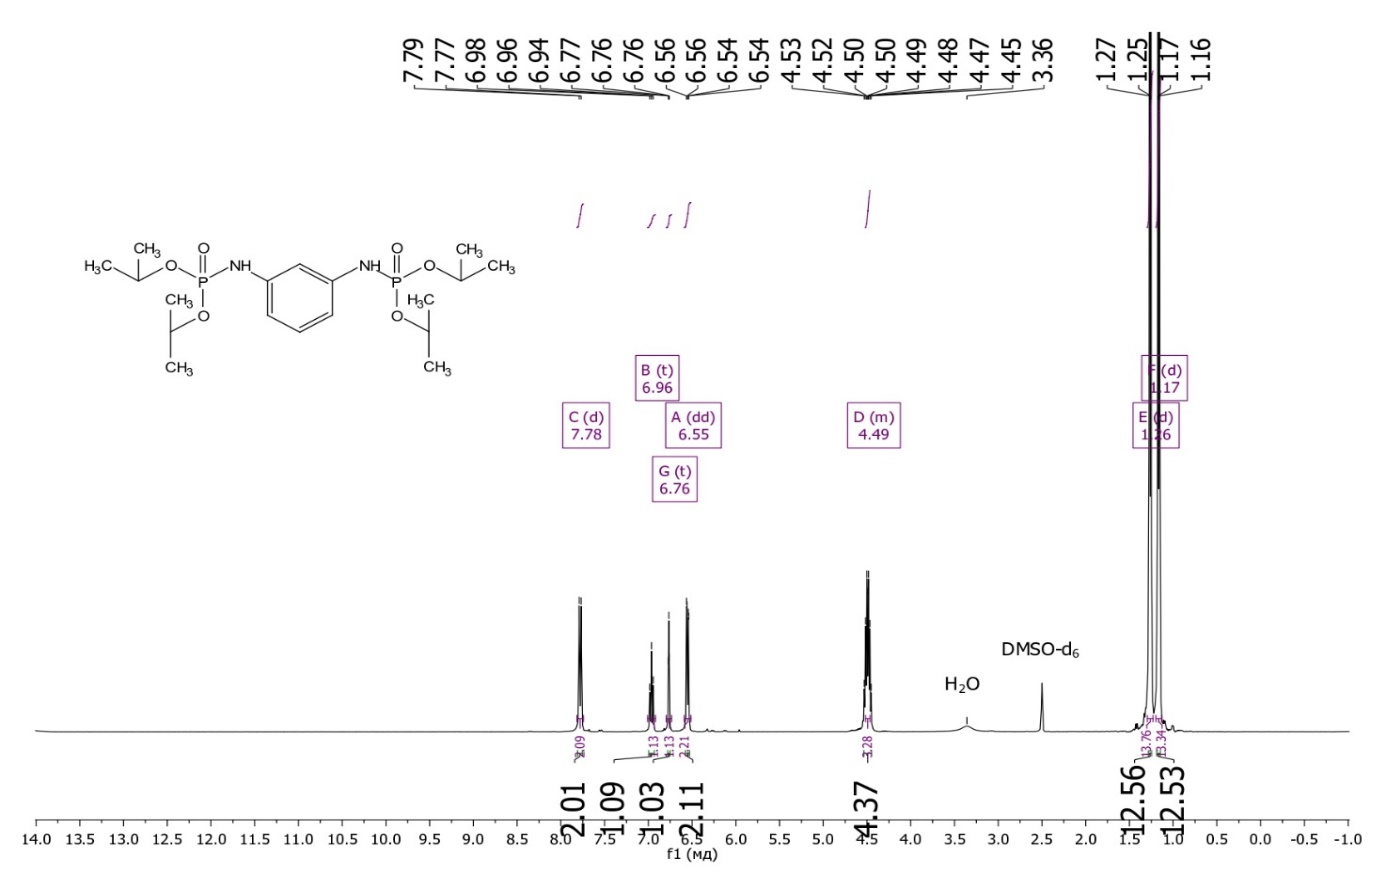 7.79 7.77 6.98 6.96 6.94 6.77 6.76 6.76 6.56 6.56 6.54 6.54 4.53 4.52 4.50 4.50 4.49 4.48 4.47 4.45 3.36 1.27 1.25 1.17 1.16
CH₃ O O CH₃
H₃C O P NH NH P O CH₃
CH₃ O H₃C O
CH₃ CH₃
B (t)
6.96
F (d)
1.17
C (d)
7.78
A (dd)
6.55
D (m)
4.49
E (d)
1.26
G (t)
6.76
DMSO-d₆
H₂O
2.09 1.13 1.13 2.21 13.76 13.34
2.01 1.09 1.03 2.11 4.37 12.56 12.53
14.0 13.5 13.0 12.5 12.0 11.5 11.0 10.5 10.0 9.5 9.0 8.5 8.0 7.5 7.0 6.5 6.0 5.5 5.0 4.5 4.0 3.5 3.0 2.5 2.0 1.5 1.0 0.5 0.0 -0.5 -1.0
f1 (мд)